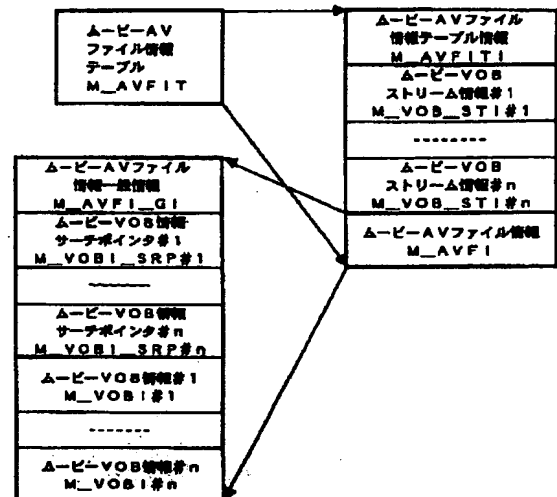 ムービーAV
ファイル情報
テーブル
M_AVFIT
ムービーAVファイル
情報テーブル情報
M_AVFITI
ムービーVOB
ストリーム情報#1
M_VOB_STI#1
--------
ムービーVOB
ストリーム情報#n
M_VOB_STI#n
ムービーAVファイル情報
M_AVFI
ムービーAVファイル
情報一般情報
M_AVFI_GI
ムービーVOB情報
サーチポインタ#1
M_VOBI_SRP#1
-------
ムービーVOB情報
サーチポインタ#n
M_VOBI_SRP#n
ムービーVOB情報#1
M_VOBI#1
-------
ムービーVOB情報#n
M_VOBI#n